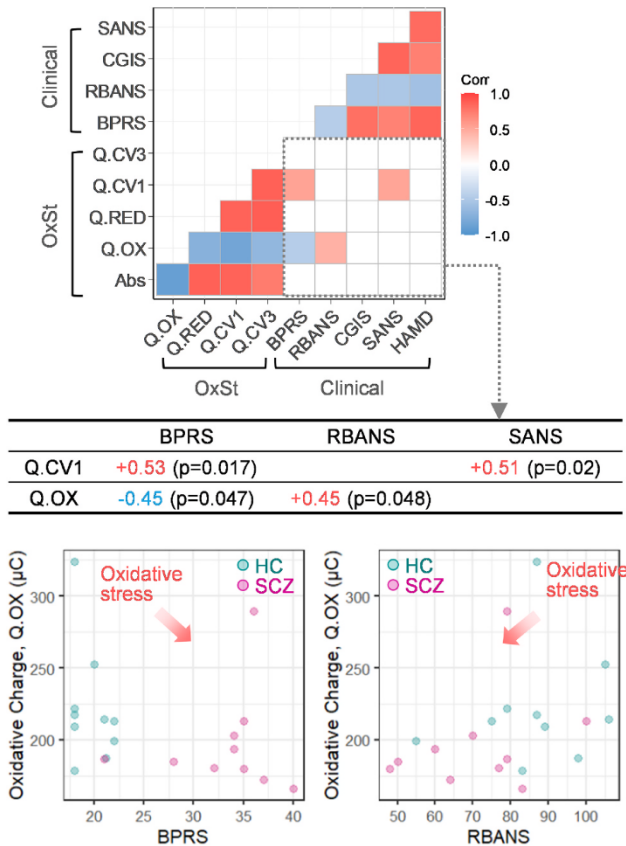 SANS
CGIS
RBANS
BPRS
Q.CV3
Q.CV1
Q.RED
Q.OX
Abs
Clinical
OxSt
Q.OX
Q.RED
Q.CV1
Q.CV3
BPRS
RBANS
CGIS
SANS
HAMD
OxSt
Clinical
Corr
1.0
0.5
0.0
-0.5
-1.0
BPRS RBANS SANS
Q.CV1 +0.53 (p=0.017) +0.51 (p=0.02)
Q.OX -0.45 (p=0.047) +0.45 (p=0.048)
Oxidative Charge, Q.OX (µC)
300
250
200
Oxidative
stress
HC
SCZ
20 25 30 35 40
BPRS
Oxidative Charge, Q.OX (µC)
300
250
200
HC
SCZ
Oxidative
stress
50 60 70 80 90 100
RBANS